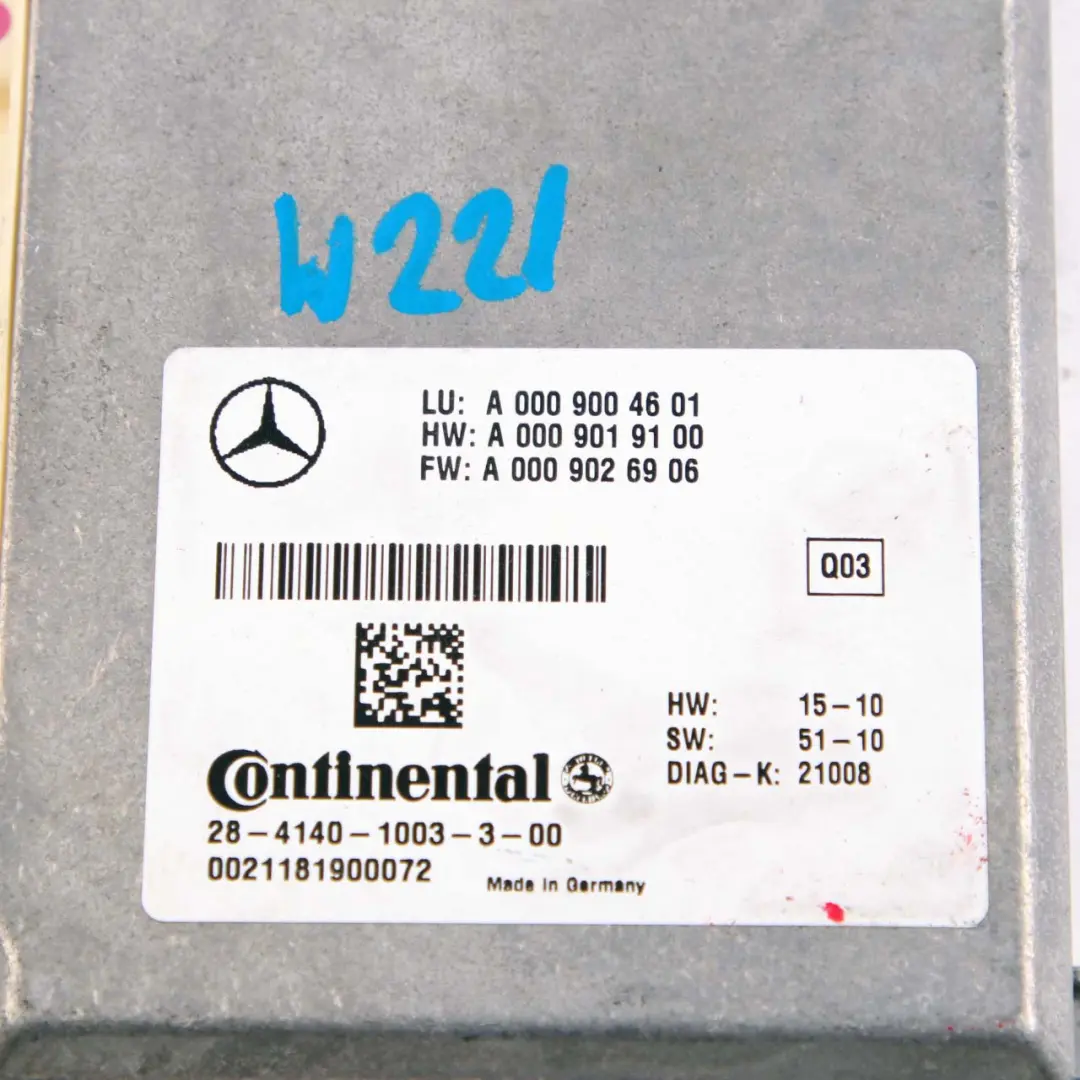 W221
LU: A 000 900 46 01
HW: A 000 901 91 00
FW: A 000 902 69 06
Q03
HW: 15-10
SW: 51-10
DIAG-K: 21008
Continental
28-4140-1003-3-00
0021181900072
Made in Germany